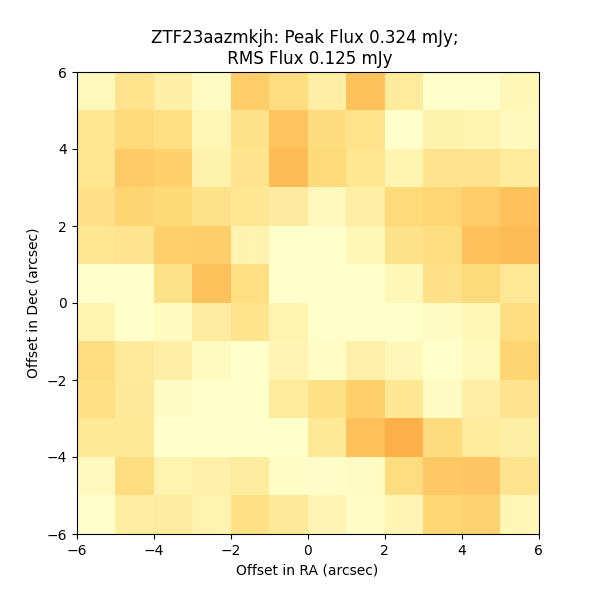 ZTF23aazmkjh: Peak Flux 0.324 mJy;
RMS Flux 0.125 mJy
6
4
2
0
−2
−4
−6
Offset in Dec (arcsec)
−6 −4 −2 0 2 4 6
Offset in RA (arcsec)